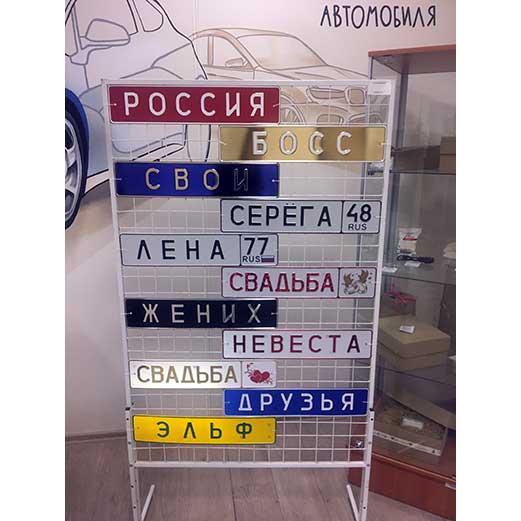 АВТОМОБИЛЯ
РОССИЯ
БОСС
СВОИ
СЕРЁГА 48 RUS
ЛЕНА 77 RUS
СВАДЬБА
ЖЕНИХ
НЕВЕСТА
СВАДЬБА
ДРУЗЬЯ
ЭЛЬФ